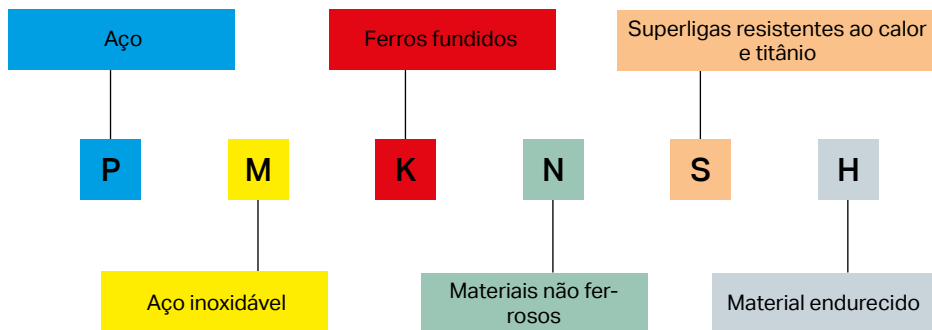 Aço
Ferros fundidos
Superligas resistentes ao calor
e titânio
P
M
K
N
S
H
Aço inoxidável
Materiais não fer-
rosos
Material endurecido